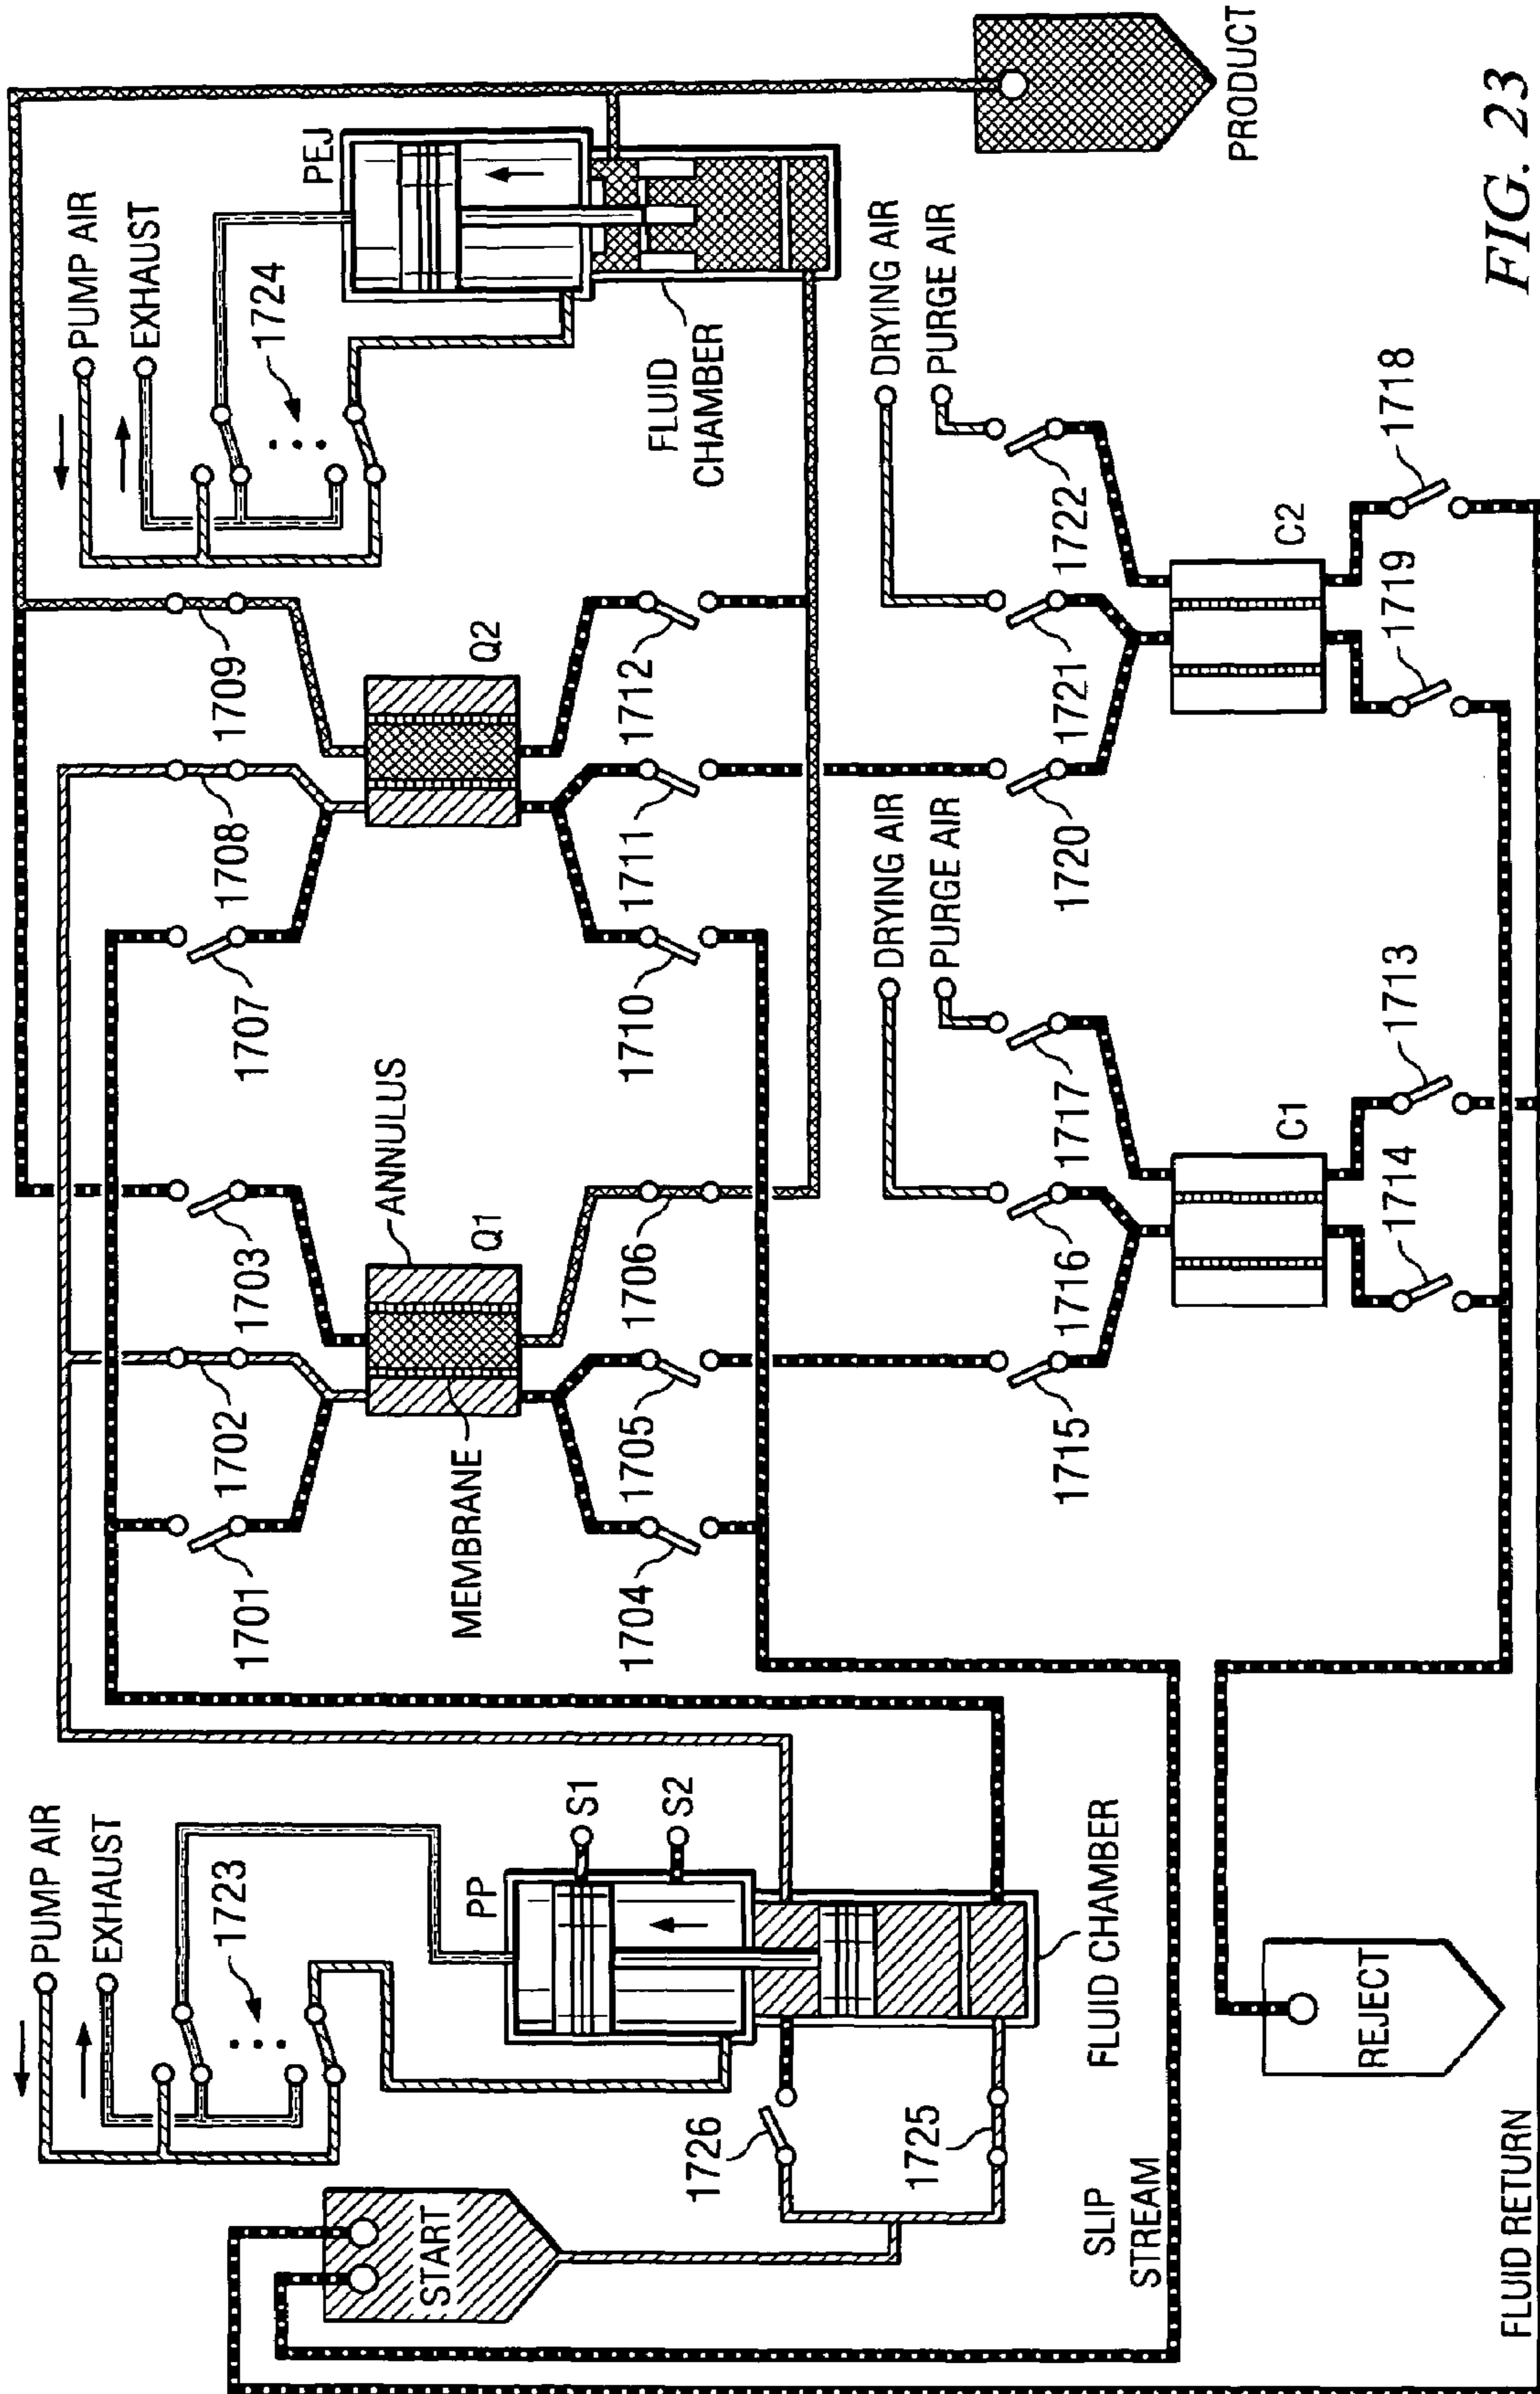 PUMP AIR
EXHAUST
1723
PP
S1
S2
START
1726
1725
SLIP
STREAM
FLUID CHAMBER
REJECT
FLUID RETURN
1701
1702
1703
ANNULUS
MEMBRANE
Q1
1704
1705
1706
1707
1708
1709
Q2
1710
1711
1712
PUMP AIR
EXHAUST
1724
PEJ
FLUID
CHAMBER
PRODUCT
DRYING AIR
PURGE AIR
1715
1716
1717
C1
1714
1713
DRYING AIR
PURGE AIR
1720
1721
1722
C2
1719
1718
FIG. 23